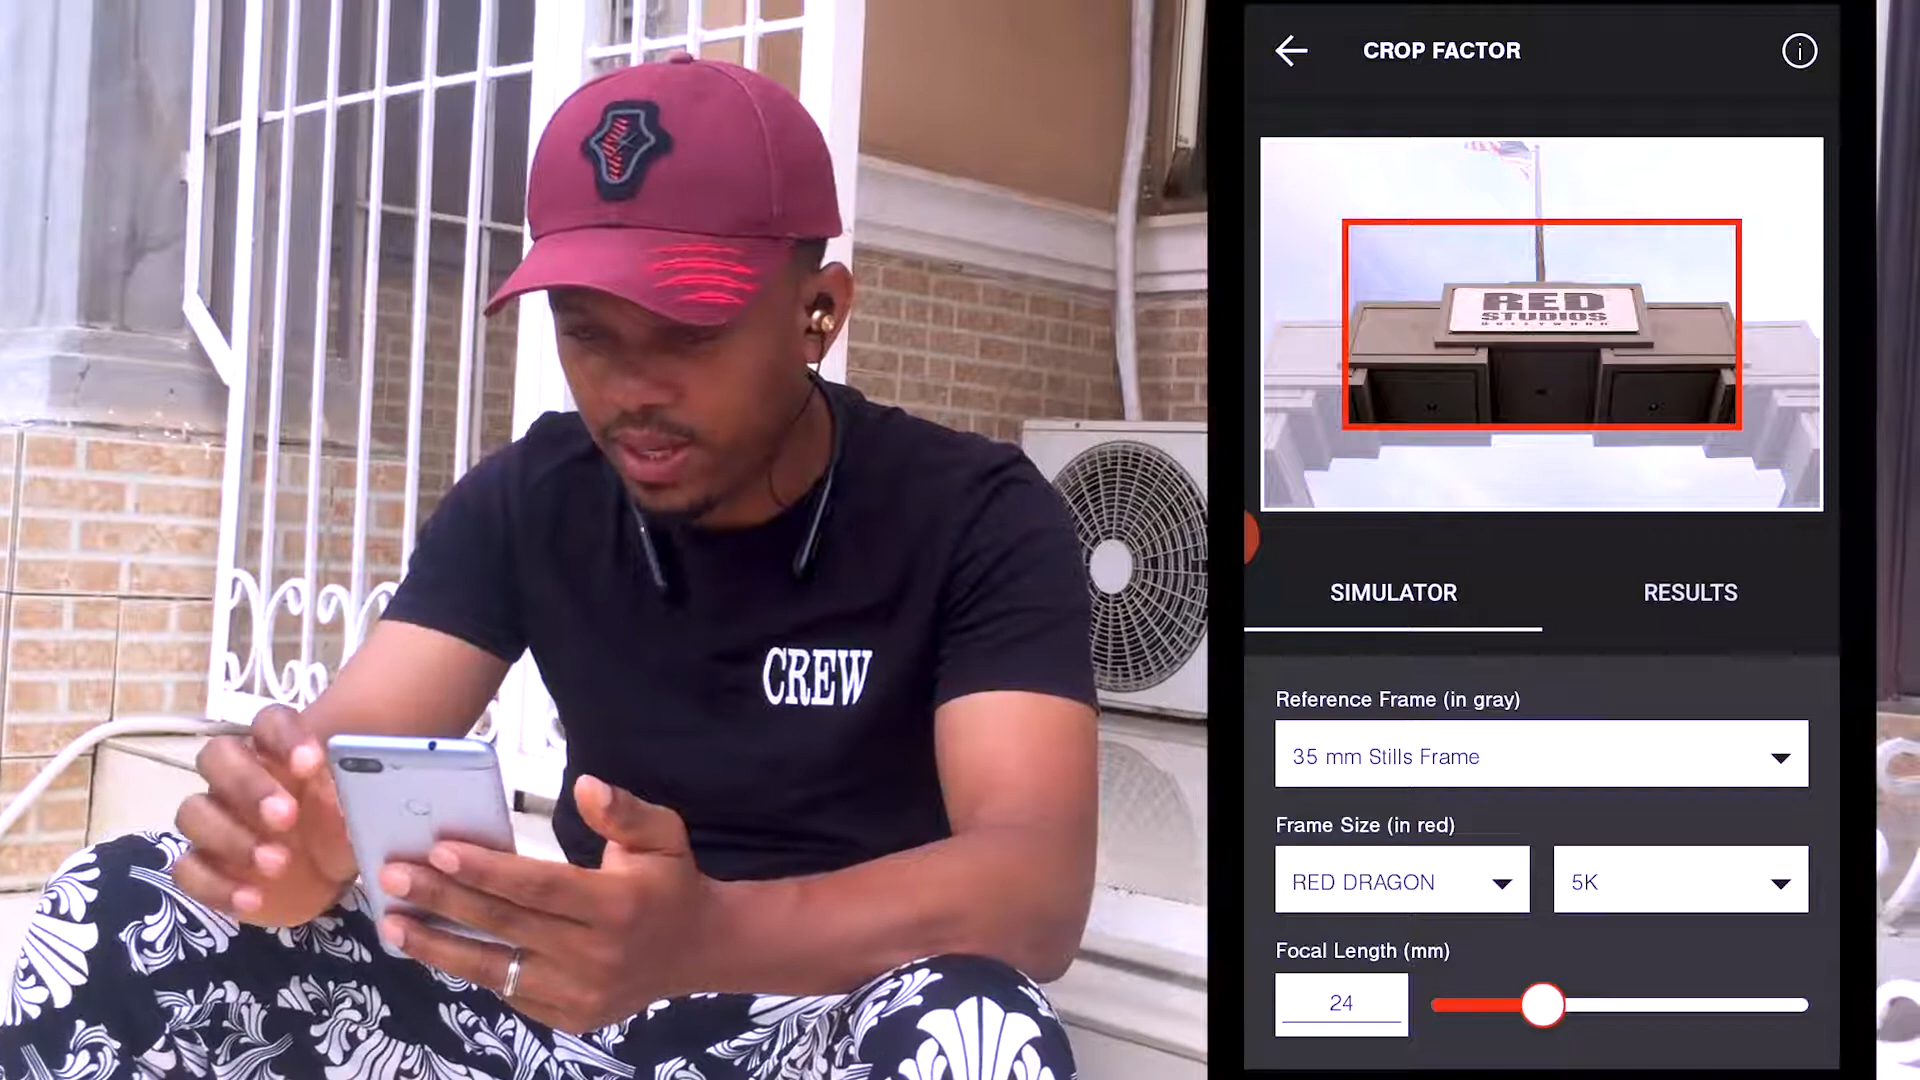 CREW
CROP FACTOR
RED
STUDIOS
HOLLYWOOD
SIMULATOR
RESULTS
Reference Frame (in gray)
35 mm Stills Frame
Frame Size (in red)
RED DRAGON
5K
Focal Length (mm)
24